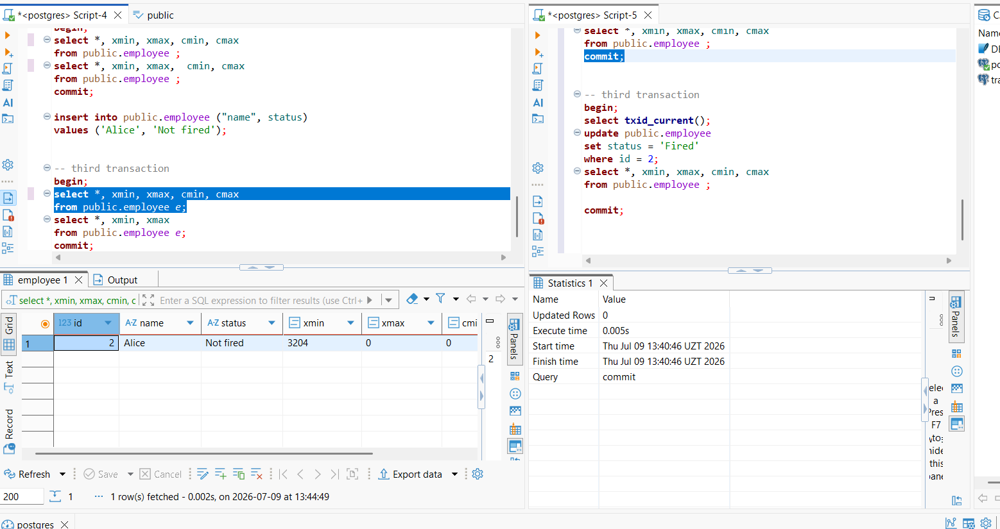 *<postgres> Script-4
public
begin;
select *, xmin, xmax, cmin, cmax
from public.employee ;
select *, xmin, xmax,  cmin, cmax
from public.employee ;
commit;
insert into public.employee ("name", status)
values ('Alice', 'Not fired');
-- third transaction
begin;
select *, xmin, xmax, cmin, cmax
from public.employee e;
select *, xmin, xmax
from public.employee e;
commit;
AI
employee 1
Output
select *, xmin, xmax, cmin, c
Enter a SQL expression to filter results (use Ctrl+
Grid
Text
Record
123 id
A-Z name
A-Z status
xmin
xmax
cmi
1
2
Alice
Not fired
3204
0
0
2
Panels
Refresh
Save
Cancel
Export data
200
1
1 row(s) fetched - 0.002s, on 2026-07-09 at 13:44:49
postgres
*<postgres> Script-5
select *, xmin, xmax, cmin, cmax
from public.employee ;
commit;
-- third transaction
begin;
select txid_current();
update public.employee
set status = 'Fired'
where id = 2;
select *, xmin, xmax, cmin, cmax
from public.employee ;
commit;
AI
Statistics 1
Name Value
Updated Rows 0
Execute time 0.005s
Start time Thu Jul 09 13:40:46 UZT 2026
Finish time Thu Jul 09 13:40:46 UZT 2026
Query commit
Panels
elec
a
Pres
F7
to
hide
this
pane
C
Name
DB
po
tra